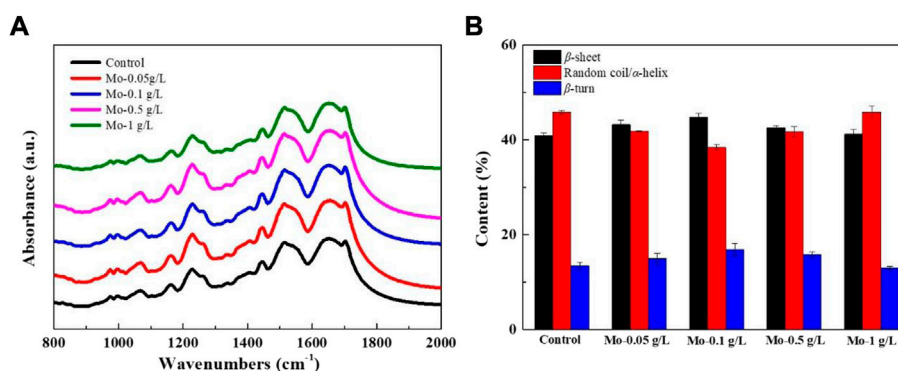 A
Absorbance (a.u.)
Control
Mo-0.05g/L
Mo-0.1 g/L
Mo-0.5 g/L
Mo-1 g/L
800 1000 1200 1400 1600 1800 2000
Wavenumbers (cm⁻¹)
B
Content (%)
60
40
20
0
β-sheet
Random coil/α-helix
β-turn
Control Mo-0.05 g/L Mo-0.1 g/L Mo-0.5 g/L Mo-1 g/L